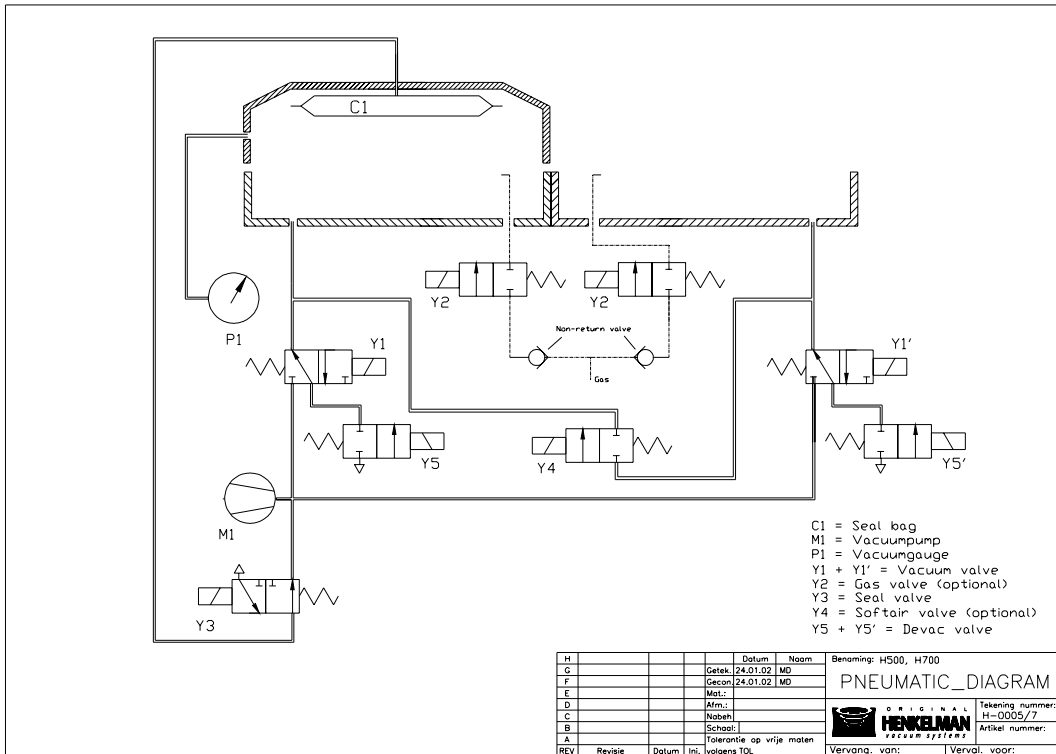 C1
P1
Y2
Y2
Non-return valve
Gas
Y1
Y1'
Y5
Y4
Y5'
M1
Y3
C1 = Seal bag
M1 = Vacuumpump
P1 = Vacuumgauge
Y1 + Y1' = Vacuum valve
Y2 = Gas valve (optional)
Y3 = Seal valve
Y4 = Softair valve (optional)
Y5 + Y5' = Devac valve
H Datum Naam
G Getek. 24.01.02 MD
F Gecon. 24.01.02 MD
E Mat.:
D Afm.:
C Nabeh
B Schaal:
A Tolerantie op vrije maten
REV Revisie Datum Ini. volgens TOL
Benaming: H500, H700
PNEUMATIC_DIAGRAM
ORIGINAL
HENKELMAN
vacuum systems
Tekening nummer:
H-0005/7
Artikel nummer:
Vervang. van: Verval. voor: